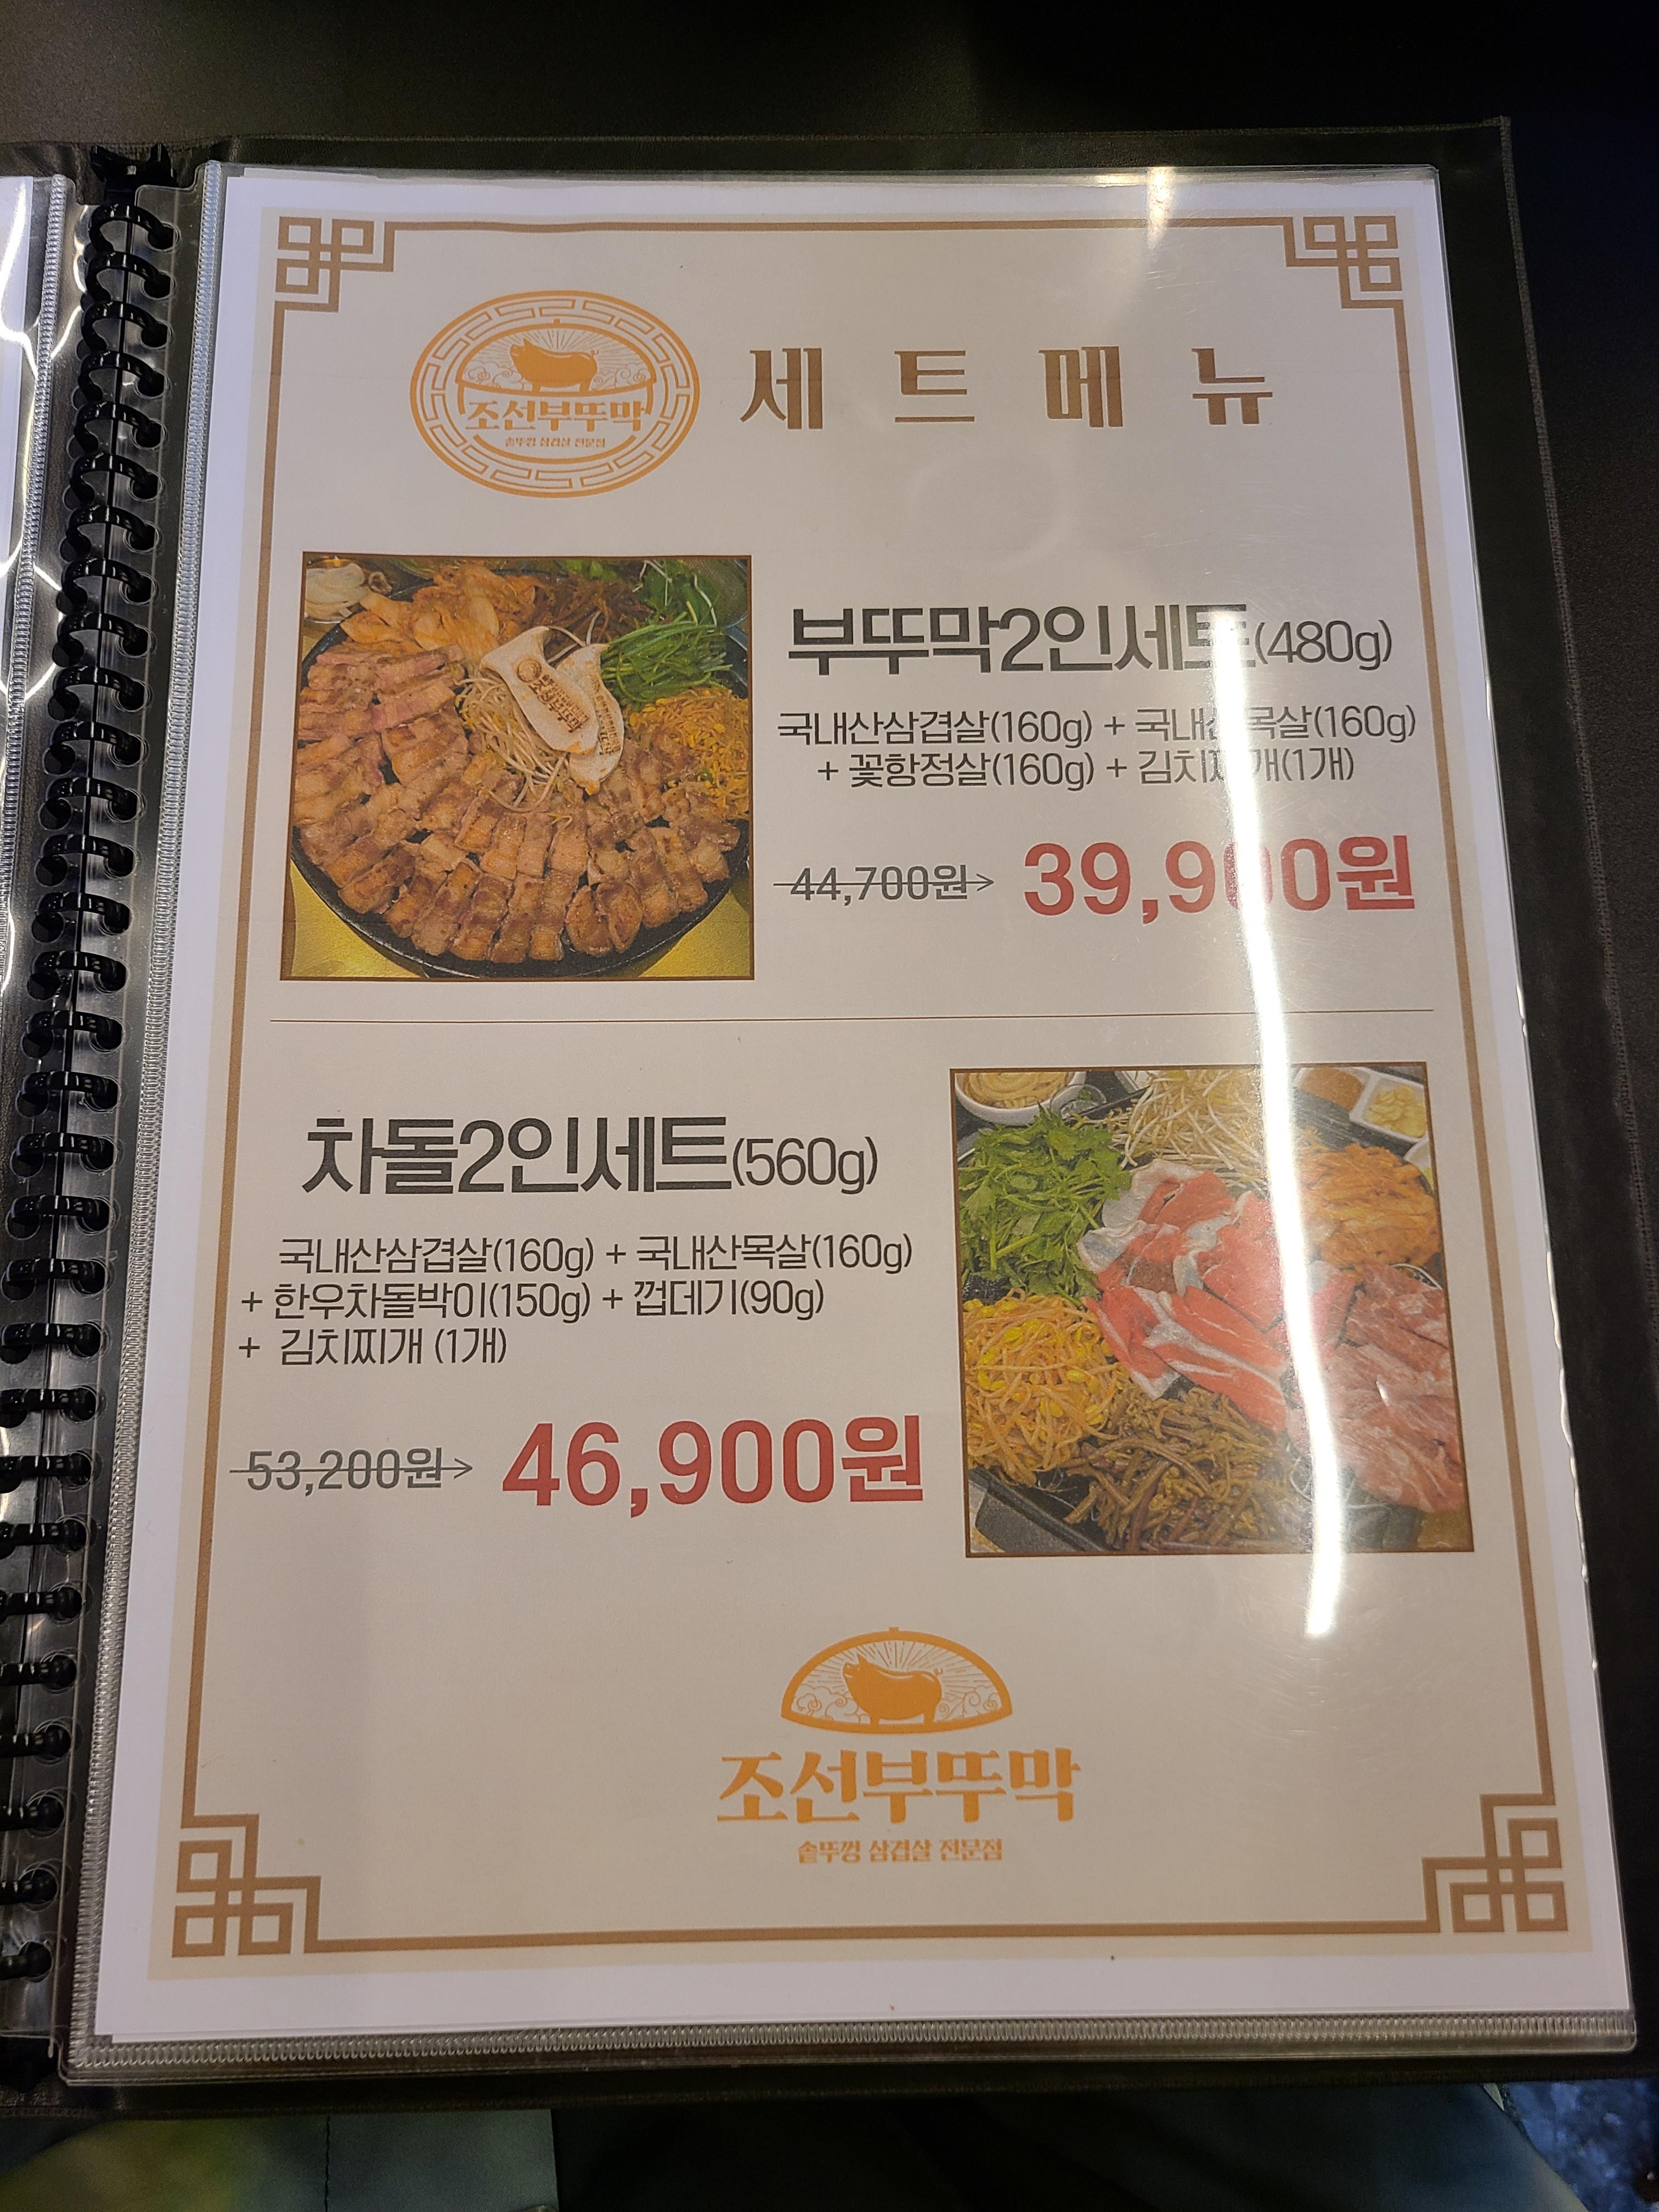 조선부뚜막
솥뚜껑 삼겹살 전문점
세트메뉴
부뚜막2인세트(480g)
국내산삼겹살(160g) + 국내산목살(160g)
+ 꽃항정살(160g) + 김치찌개(1개)
44,700원→ 39,900원
차돌2인세트(560g)
국내산삼겹살(160g) + 국내산목살(160g)
+ 한우차돌박이(150g) + 껍데기(90g)
+ 김치찌개 (1개)
53,200원→ 46,900원
조선부뚜막
솥뚜껑 삼겹살 전문점